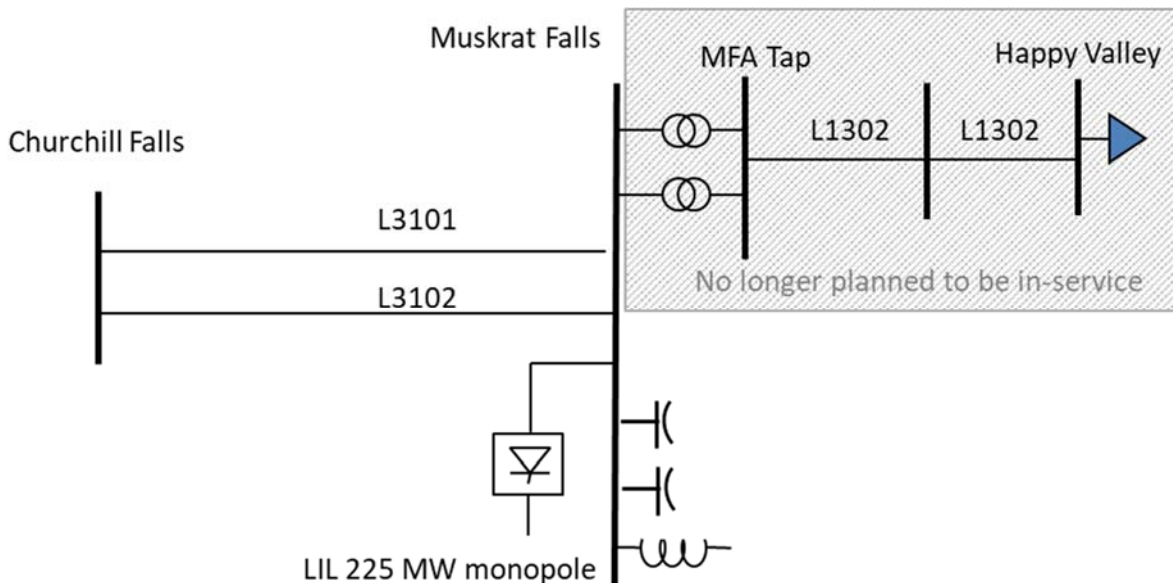 Muskrat Falls
MFA Tap
Happy Valley
Churchill Falls
L1302
L1302
L3101
No longer planned to be in-service
L3102
LIL 225 MW monopole